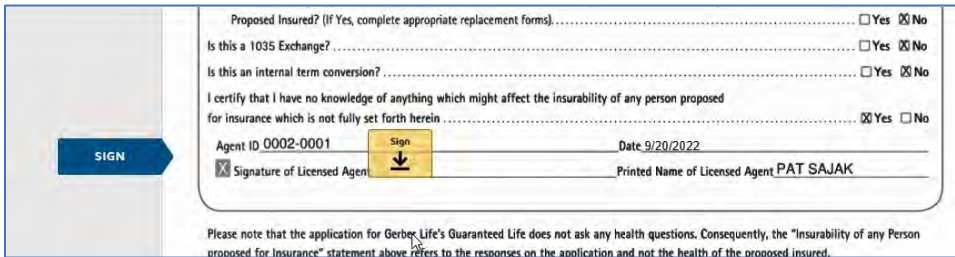 Proposed Insured? (If Yes, complete appropriate replacement forms)........................................................................ ☐ Yes ☒ No
Is this a 1035 Exchange?........................................................................ ☐ Yes ☒ No
Is this an internal term conversion?........................................................................ ☐ Yes ☒ No
I certify that I have no knowledge of anything which might affect the insurability of any person proposed
for insurance which is not fully set forth herein........................................................................ ☒ Yes ☐ No
Agent ID 0002-0001 Sign Date 9/20/2022
SIGN
X Signature of Licensed Agent Printed Name of Licensed Agent PAT SAJAK
Please note that the application for Gerber Life's Guaranteed Life does not ask any health questions. Consequently, the "Insurability of any Person
proposed for Insurance" statement above refers to the responses on the application and not the health of the proposed insured.